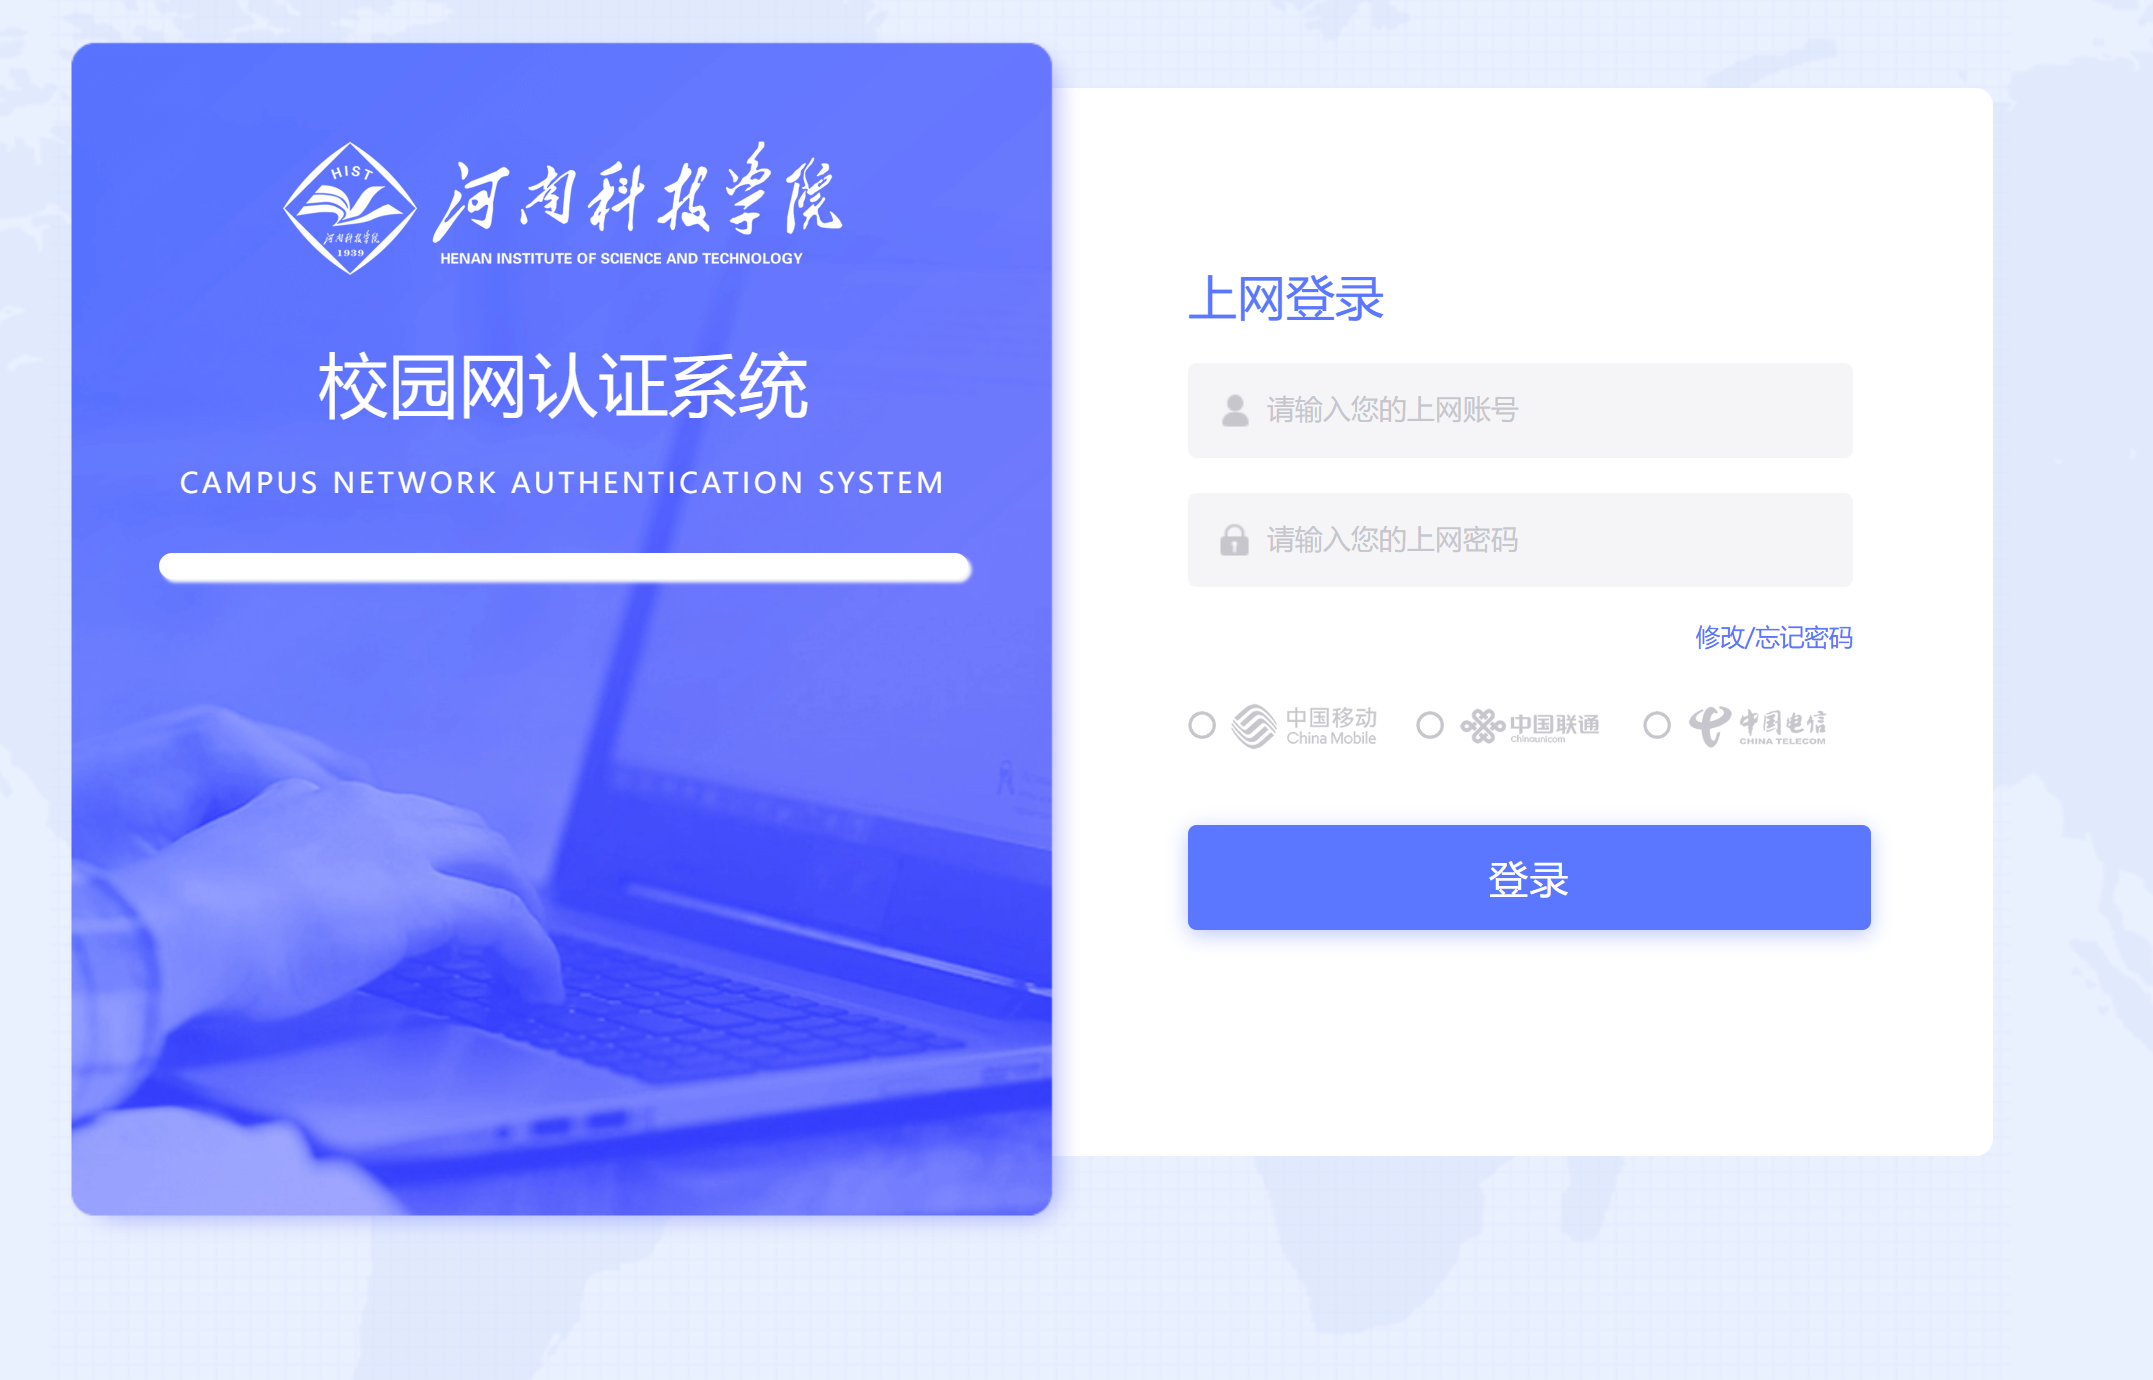 HIST
河南科技学院
1939
河南科技学院
HENAN INSTITUTE OF SCIENCE AND TECHNOLOGY
校园网认证系统
CAMPUS NETWORK AUTHENTICATION SYSTEM
上网登录
请输入您的上网账号
请输入您的上网密码
修改/忘记密码
中国移动
China Mobile
中国联通
Chinaunicom
中国电信
CHINA TELECOM
登录